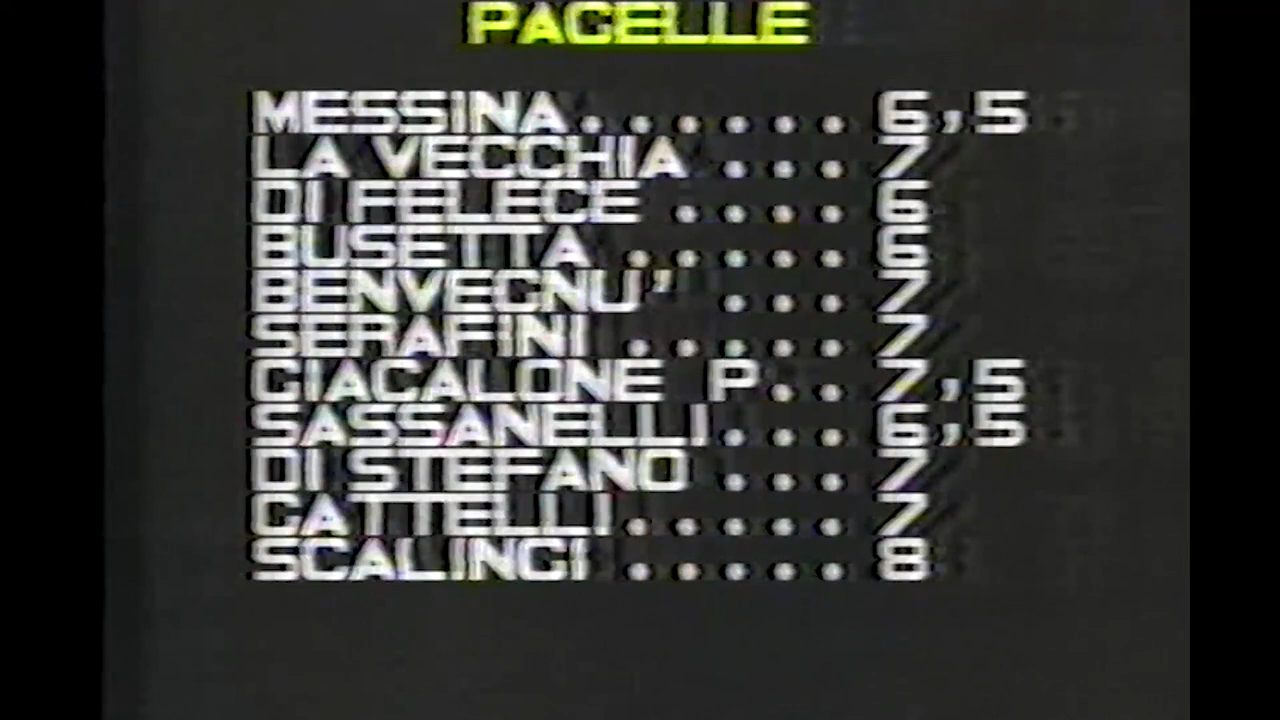 PAGELLE
MESSINA...... 6,5
LA VECCHIA ... 7
DI FELECE .... 6
BUSETTA ..... 6
BENVEGNU' ... 7
SERAFINI ..... 7
GIACALONE P.. 7,5
SASSANELLI... 6,5
DI STEFANO ... 7
CATTELLI..... 7
SCALINGI ..... 8